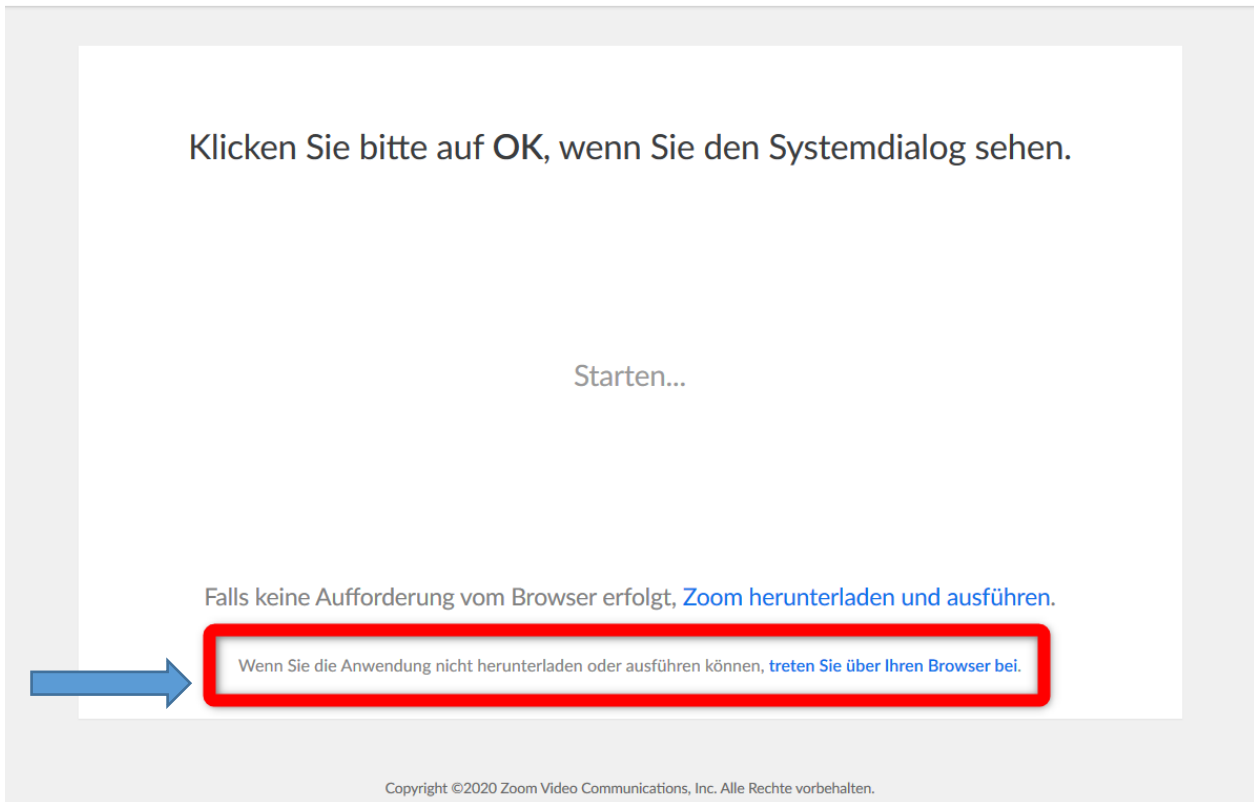 Klicken Sie bitte auf OK, wenn Sie den Systemdialog sehen.
Starten...
Falls keine Aufforderung vom Browser erfolgt, Zoom herunterladen und ausführen.
Wenn Sie die Anwendung nicht herunterladen oder ausführen können, treten Sie über Ihren Browser bei.
Copyright ©2020 Zoom Video Communications, Inc. Alle Rechte vorbehalten.